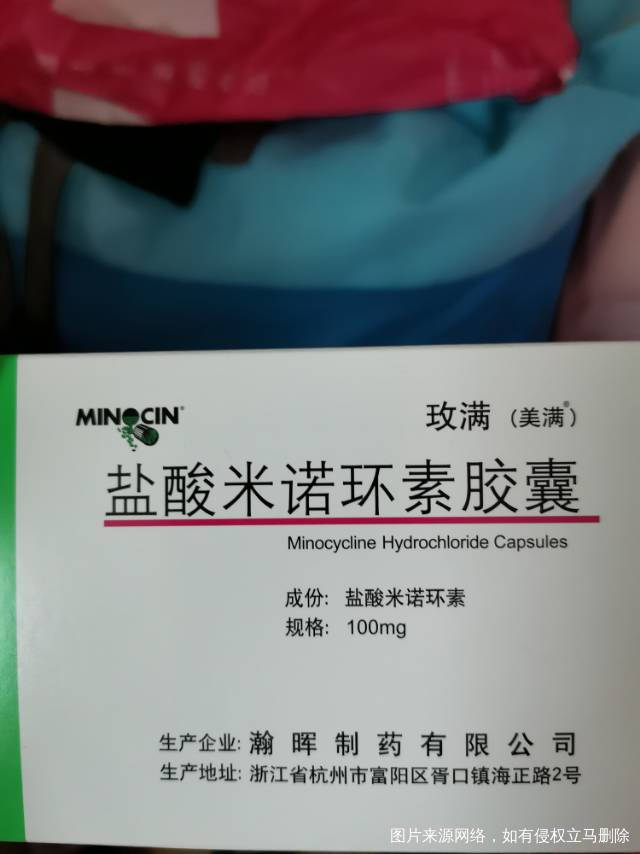 MINOCIN®
玫满（美满®）
盐酸米诺环素胶囊
Minocycline Hydrochloride Capsules
成份: 盐酸米诺环素
规格: 100mg
生产企业: 瀚晖制药有限公司
生产地址: 浙江省杭州市富阳区胥口镇海正路2号
图片来源网络，如有侵权立马删除